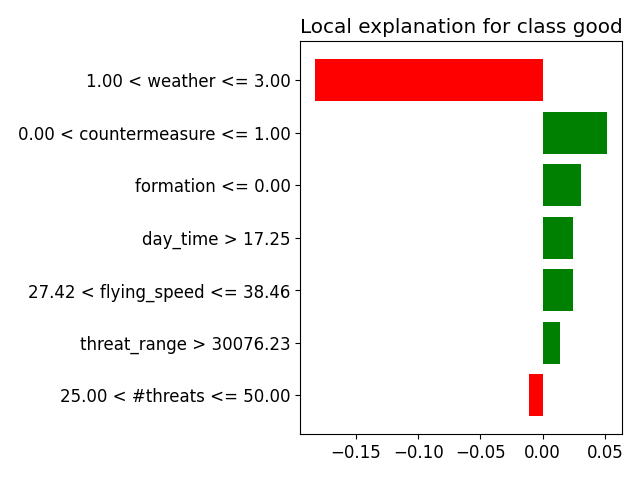 Local explanation for class good
1.00 < weather <= 3.00
0.00 < countermeasure <= 1.00
formation <= 0.00
day_time > 17.25
27.42 < flying_speed <= 38.46
threat_range > 30076.23
25.00 < #threats <= 50.00
−0.15 −0.10 −0.05 0.00 0.05